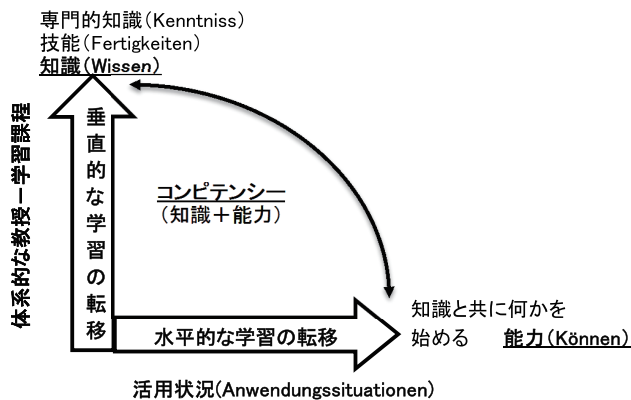 専門的知識(Kenntniss)
技能(Fertigkeiten)
知識(Wissen)
体系的な教授－学習課程
垂直的な学習の転移
コンピテンシー
(知識＋能力)
水平的な学習の転移
知識と共に何かを
始める 能力(Können)
活用状況(Anwendungssituationen)